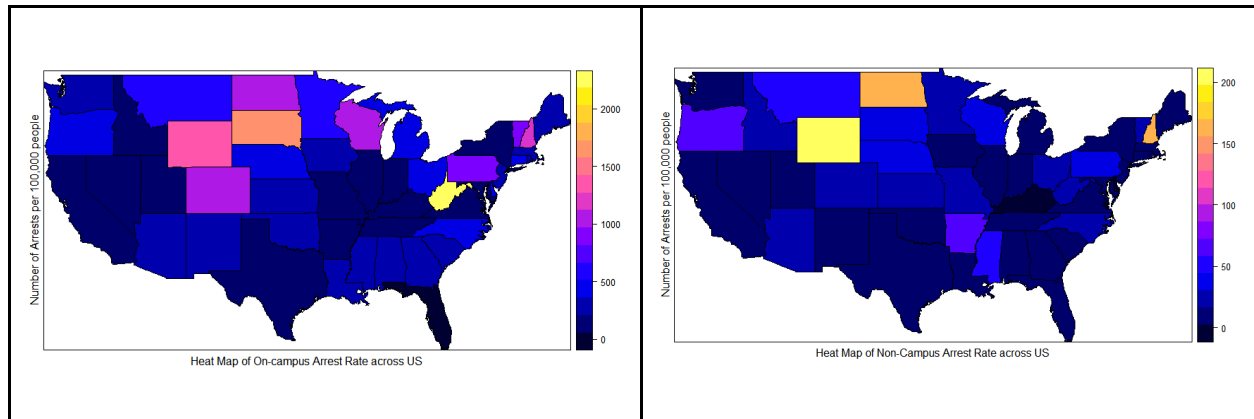 Number of Arrests per 100,000 people
2000
1500
1000
500
0
Heat Map of On-campus Arrest Rate across US
Number of Arrests per 100,000 people
200
150
100
50
0
Heat Map of Non-Campus Arrest Rate across US